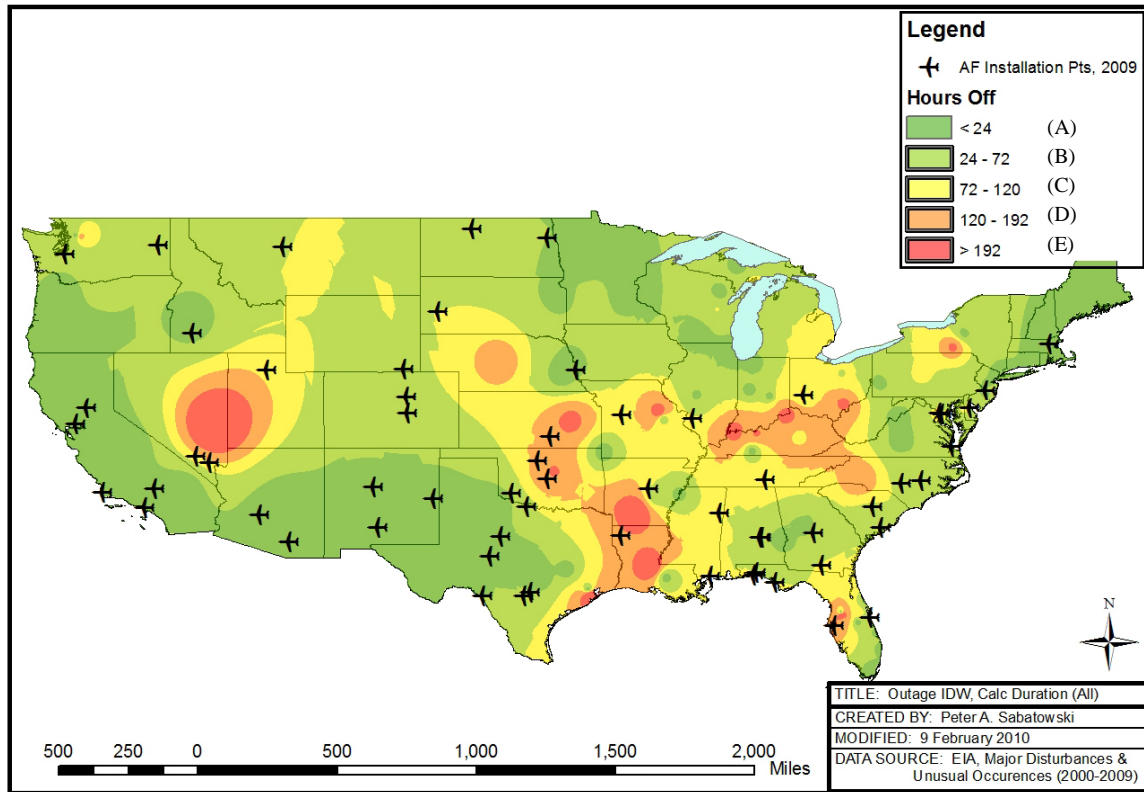 Legend
AF Installation Pts, 2009
Hours Off
< 24 (A)
24 - 72 (B)
72 - 120 (C)
120 - 192 (D)
> 192 (E)
N
500 250 0 500 1,000 1,500 2,000
Miles
TITLE: Outage IDW, Calc Duration (All)
CREATED BY: Peter A. Sabatowski
MODIFIED: 9 February 2010
DATA SOURCE: EIA, Major Disturbances &
Unusual Occurences (2000-2009)